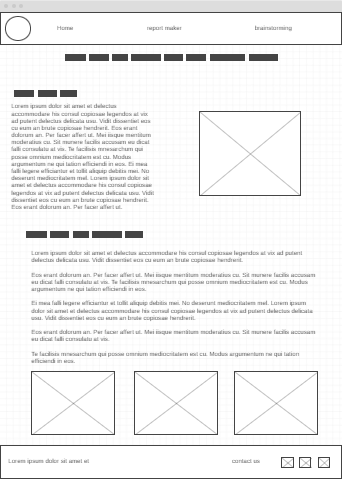 Home report maker brainstorming
Lorem ipsum dolor sit amet et delectus
accommodare his consul copiosae legendos at vix
ad putent delectus delicata usu. Vidit dissentiet eos
cu eum an brute copiosae hendrerit. Eos erant
dolorum an. Per facer affert ut. Mei iisque mentitum
moderatius cu. Sit munere facilis accusam eu dicat
falli consulatu at vis. Te facilisis mnesarchum qui
posse omnium mediocritatem est cu. Modus
argumentum ne qui tation efficiendi in eos. Ei mea
falli legere efficiantur et tollit aliquip debitis mei. No
deserunt mediocritatem mel. Lorem ipsum dolor sit
amet et delectus accommodare his consul copiosae
legendos at vix ad putent delectus delicata usu. Vidit
dissentiet eos cu eum an brute copiosae hendrerit.
Eos erant dolorum an. Per facer affert ut.
Lorem ipsum dolor sit amet et delectus accommodare his consul copiosae legendos at vix ad putent
delectus delicata usu. Vidit dissentiet eos cu eum an brute copiosae hendrerit.
Eos erant dolorum an. Per facer affert ut. Mei iisque mentitum moderatius cu. Sit munere facilis accusam
eu dicat falli consulatu at vis. Te facilisis mnesarchum qui posse omnium mediocritatem est cu. Modus
argumentum ne qui tation efficiendi in eos.
Ei mea falli legere efficiantur et tollit aliquip debitis mei. No deserunt mediocritatem mel. Lorem ipsum
dolor sit amet et delectus accommodare his consul copiosae legendos at vix ad putent delectus delicata
usu. Vidit dissentiet eos cu eum an brute copiosae hendrerit.
Eos erant dolorum an. Per facer affert ut. Mei iisque mentitum moderatius cu. Sit munere facilis accusam
eu dicat falli consulatu at vis.
Te facilisis mnesarchum qui posse omnium mediocritatem est cu. Modus argumentum ne qui tation
efficiendi in eos.
Lorem ipsum dolor sit amet et contact us